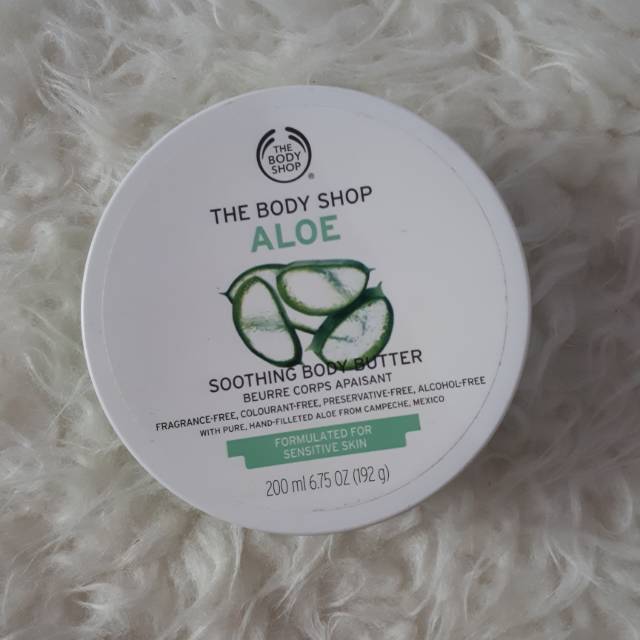 THE
BODY
SHOP
®
THE BODY SHOP
ALOE
SOOTHING BODY BUTTER
BEURRE CORPS APAISANT
FRAGRANCE-FREE, COLOURANT-FREE, PRESERVATIVE-FREE, ALCOHOL-FREE
WITH PURE, HAND-FILLETED ALOE FROM CAMPECHE, MEXICO
FORMULATED FOR
SENSITIVE SKIN
200 ml 6.75 OZ (192 g)